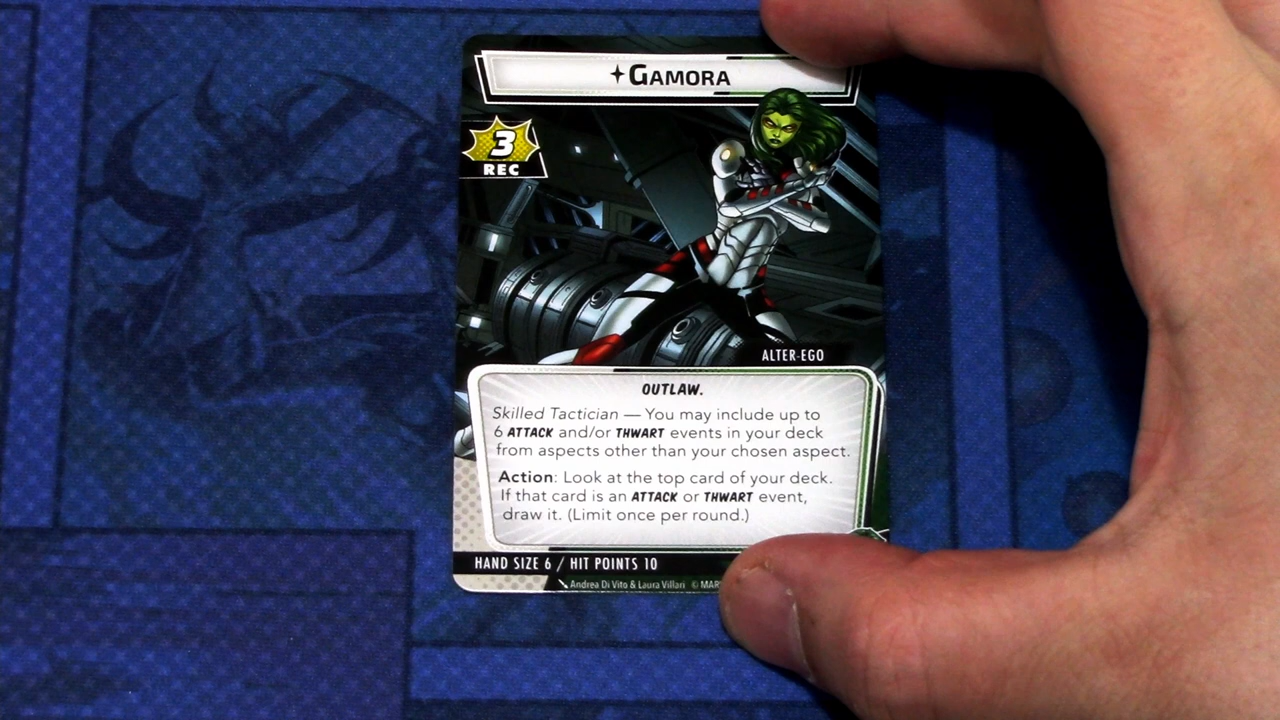 GAMORA
3
REC
ALTER-EGO
OUTLAW.
Skilled Tactician — You may include up to
6 ATTACK and/or THWART events in your deck
from aspects other than your chosen aspect.
Action: Look at the top card of your deck.
If that card is an ATTACK or THWART event,
draw it. (Limit once per round.)
HAND SIZE 6 / HIT POINTS 10
Andrea Di Vito & Laura Villari © MAR